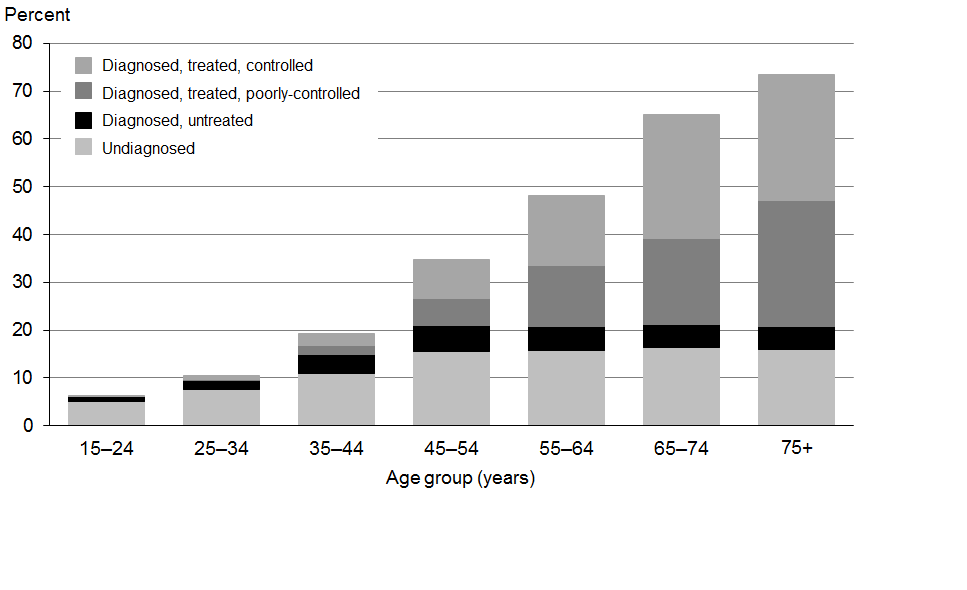 Percent
80
70
60
50
40
30
20
10
0
Diagnosed, treated, controlled
Diagnosed, treated, poorly-controlled
Diagnosed, untreated
Undiagnosed
15–24 25–34 35–44 45–54 55–64 65–74 75+
Age group (years)